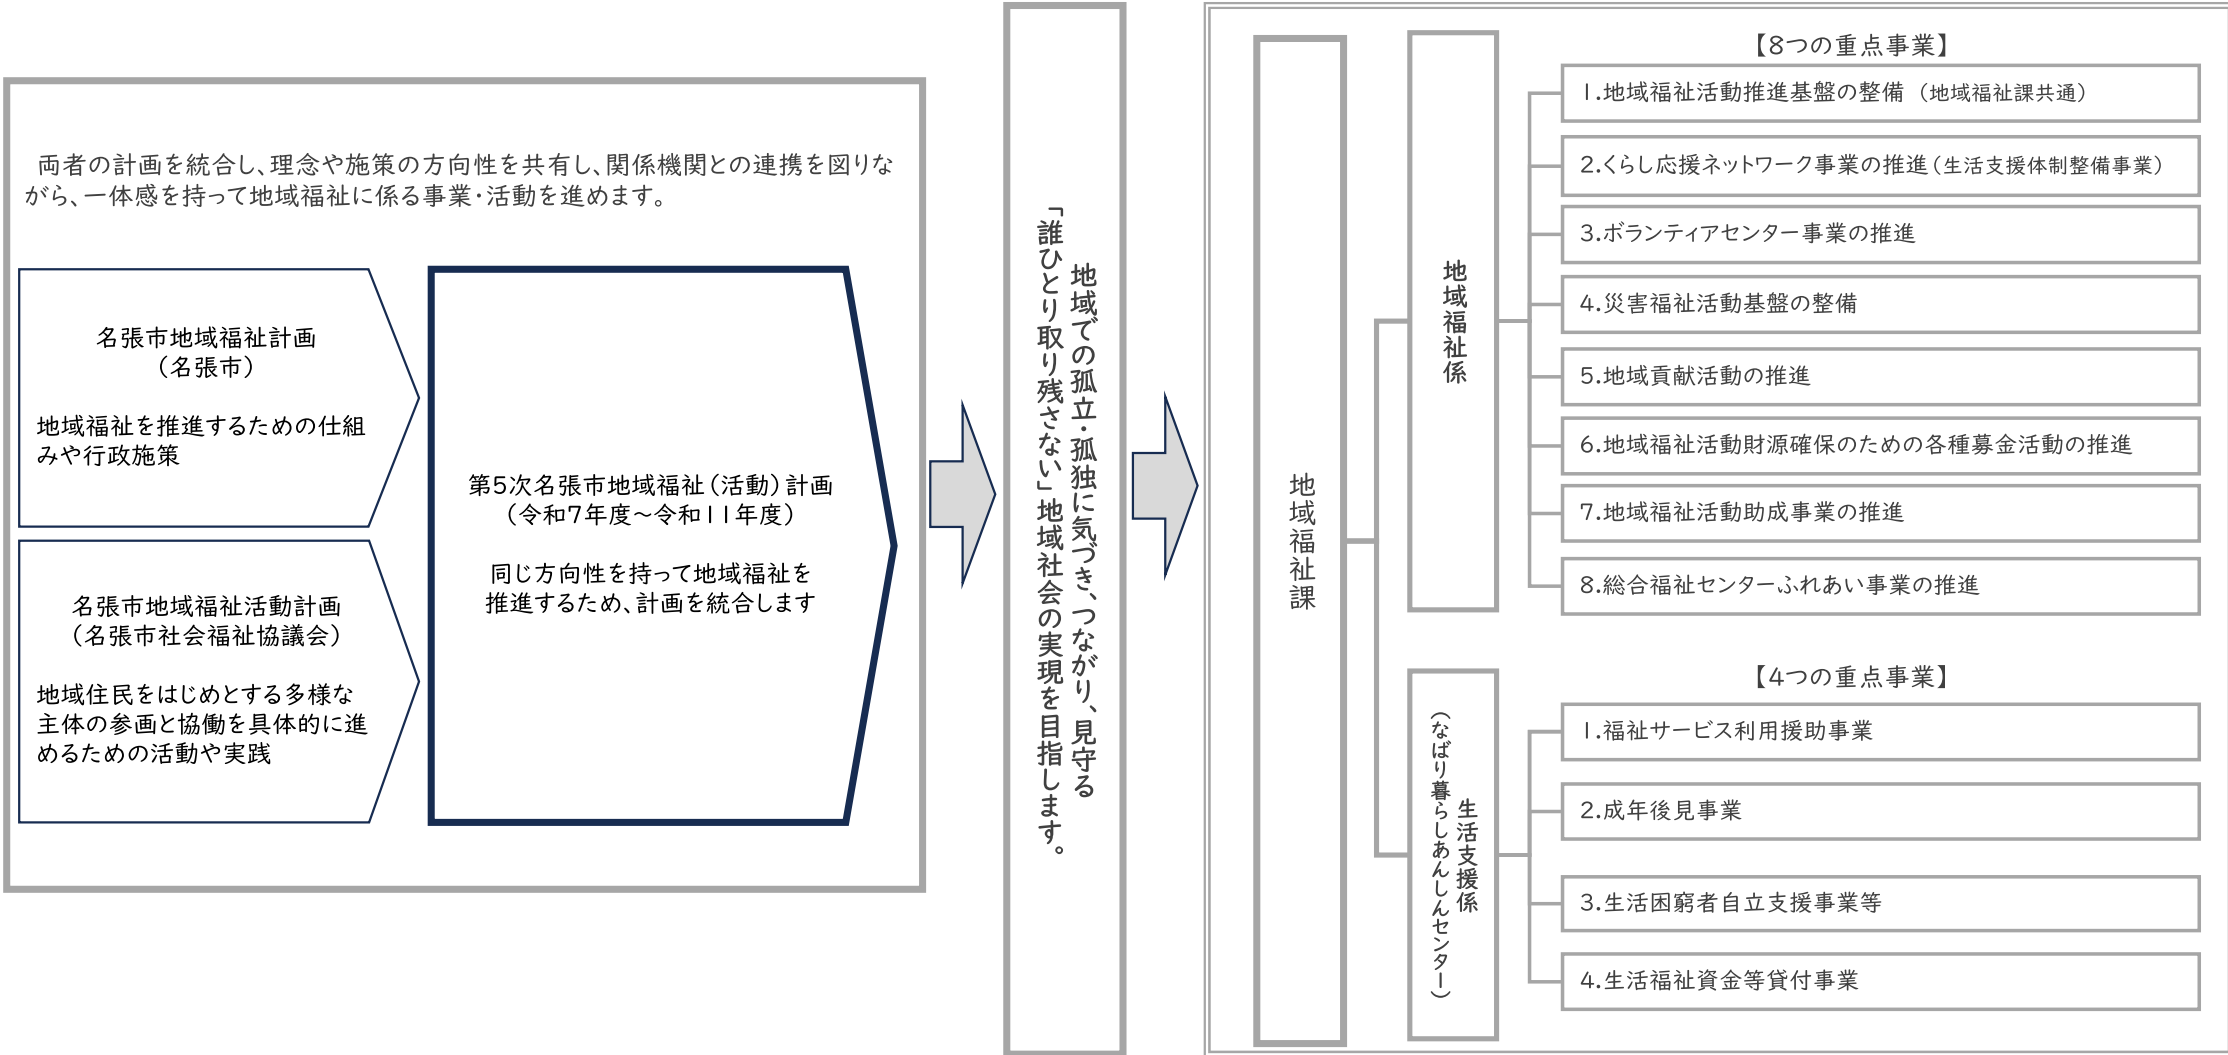 両者の計画を統合し、理念や施策の方向性を共有し、関係機関との連携を図りな
がら、一体感を持って地域福祉に係る事業・活動を進めます。
名張市地域福祉計画
（名張市）
地域福祉を推進するための仕組
みや行政施策
名張市地域福祉活動計画
（名張市社会福祉協議会）
地域住民をはじめとする多様な
主体の参画と協働を具体的に進
めるための活動や実践
第5次名張市地域福祉（活動）計画
（令和7年度～令和11年度）
同じ方向性を持って地域福祉を
推進するため、計画を統合します
地域での孤立・孤独に気づき、つながり、見守る
「誰ひとり取り残さない」地域社会の実現を目指します。
地域福祉課
地域福祉係
【8つの重点事業】
1.地域福祉活動推進基盤の整備（地域福祉課共通）
2.くらし応援ネットワーク事業の推進（生活支援体制整備事業）
3.ボランティアセンター事業の推進
4.災害福祉活動基盤の整備
5.地域貢献活動の推進
6.地域福祉活動財源確保のための各種募金活動の推進
7.地域福祉活動助成事業の推進
8.総合福祉センターふれあい事業の推進
生活支援係
（なばり暮らしあんしんセンター）
【4つの重点事業】
1.福祉サービス利用援助事業
2.成年後見事業
3.生活困窮者自立支援事業等
4.生活福祉資金等貸付事業